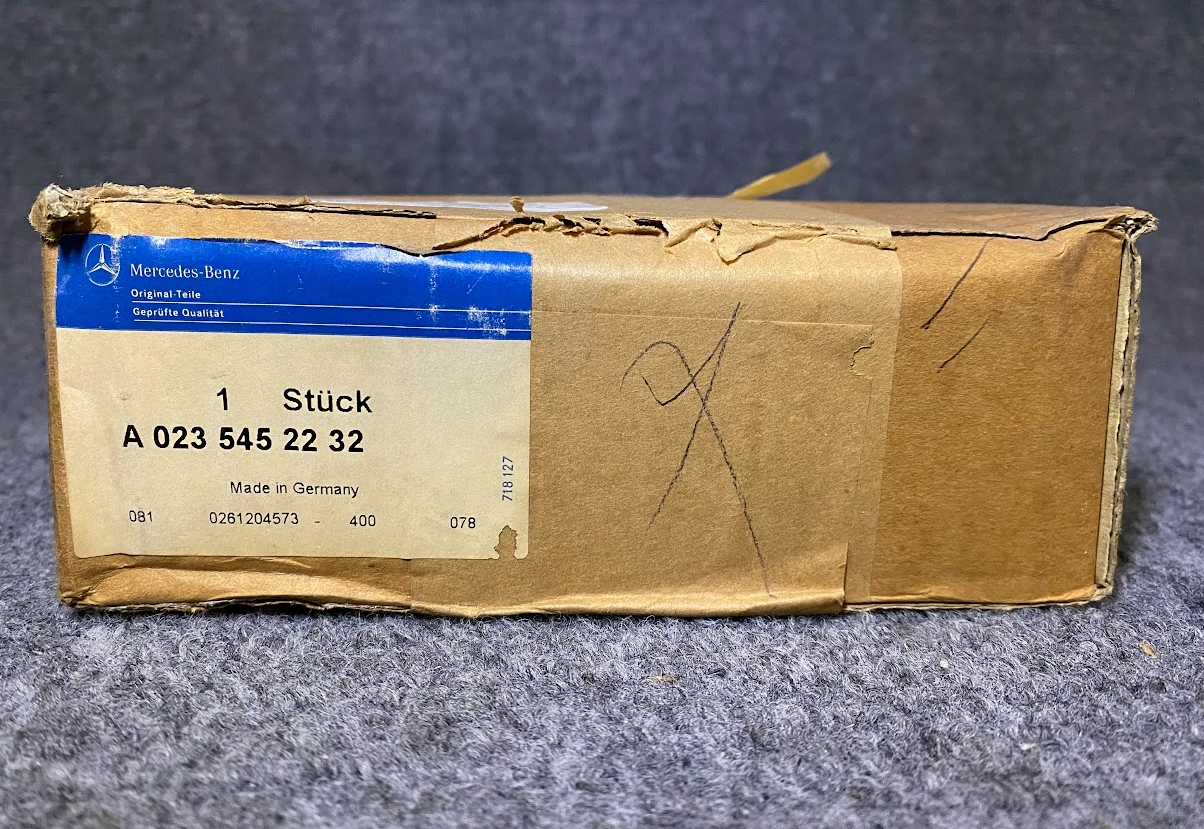 Mercedes-Benz
Original-Teile
Geprüfte Qualität
1 Stück
A 023 545 22 32
Made in Germany
081 0261204573 - 400 078
718 127